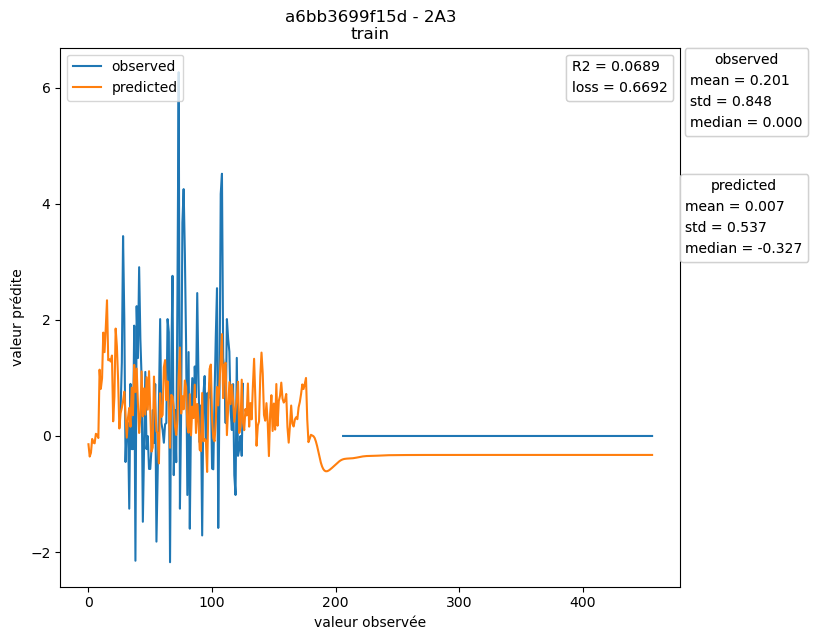 a6bb3699f15d - 2A3
train
observed
predicted
R2 = 0.0689
loss = 0.6692
observed
mean = 0.201
std = 0.848
median = 0.000
predicted
mean = 0.007
std = 0.537
median = -0.327
valeur prédite
6
4
2
0
−2
0 100 200 300 400
valeur observée